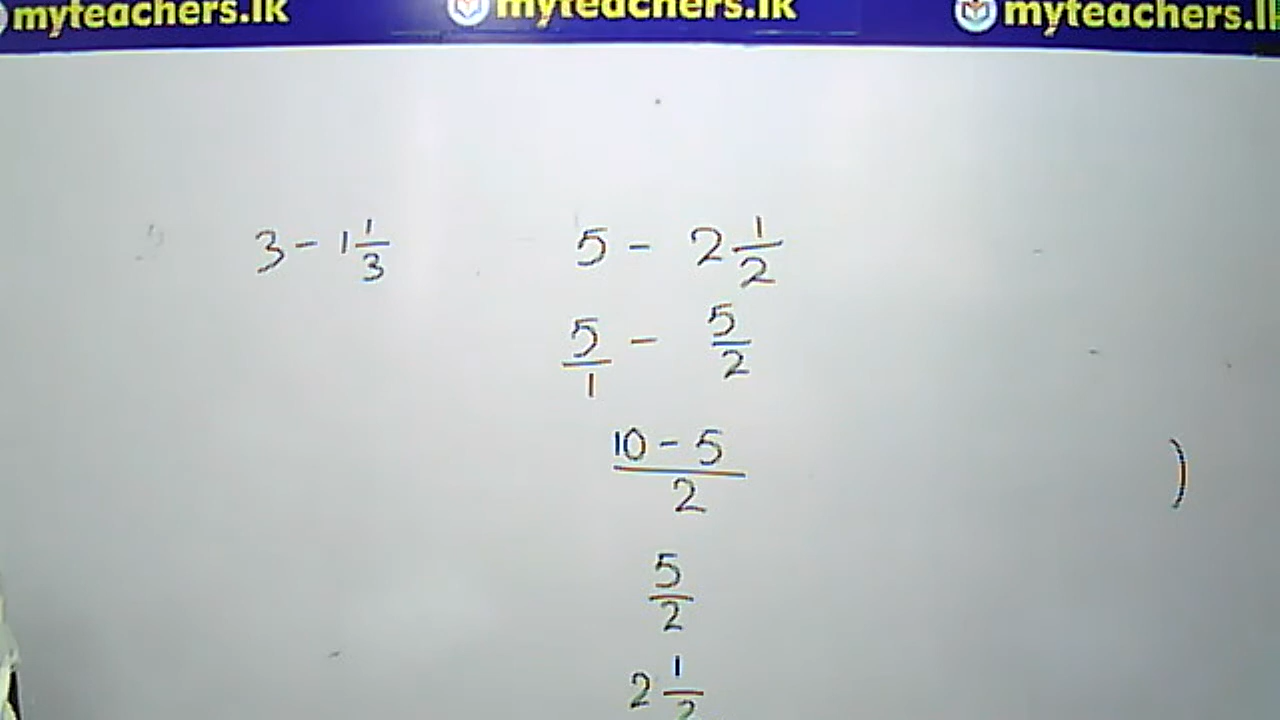 myteachers.lk myteachers.lk myteachers.l
3 - 1 1/3
5 - 2 1/2
5/1 - 5/2
10 - 5 / 2
5/2
2 1/2
)